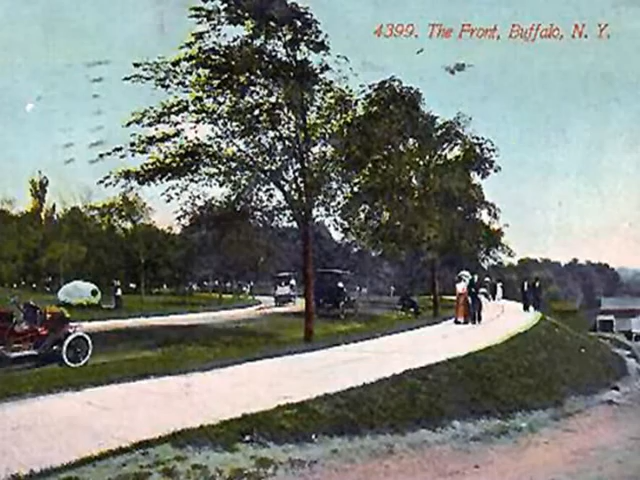 4399. The Front, Buffalo, N. Y.